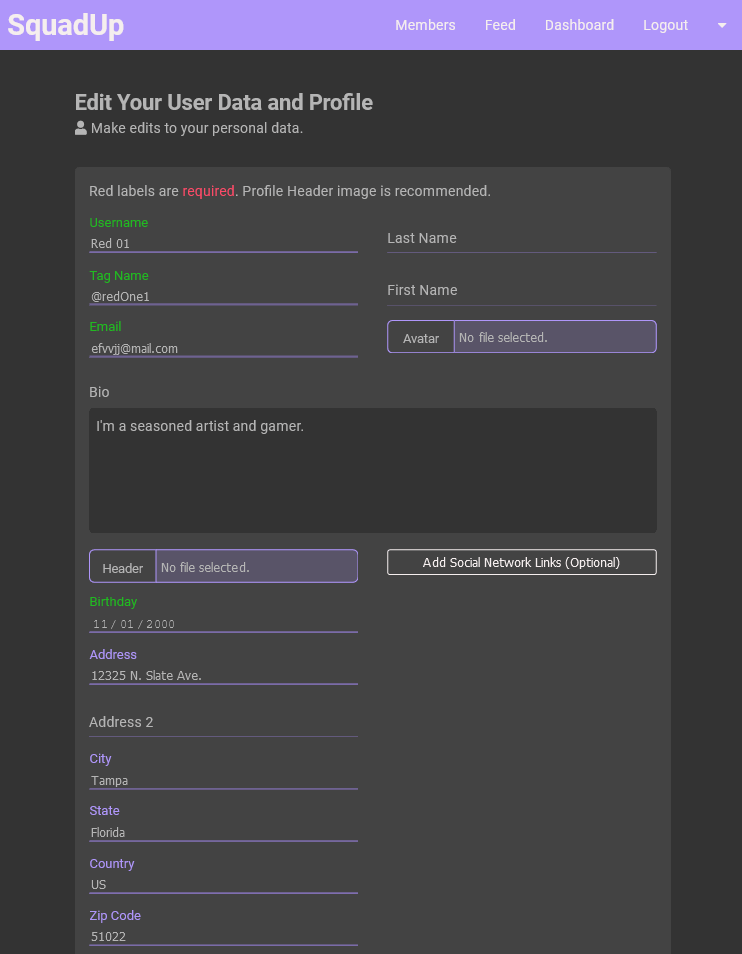 SquadUp
Members Feed Dashboard Logout
Edit Your User Data and Profile
Make edits to your personal data.
Red labels are required. Profile Header image is recommended.
Username
Red 01
Last Name
Tag Name
@redOne1
First Name
Email
efvvjj@mail.com
Avatar No file selected.
Bio
I'm a seasoned artist and gamer.
Header No file selected.
Add Social Network Links (Optional)
Birthday
11 / 01 / 2000
Address
12325 N. Slate Ave.
Address 2
City
Tampa
State
Florida
Country
US
Zip Code
51022